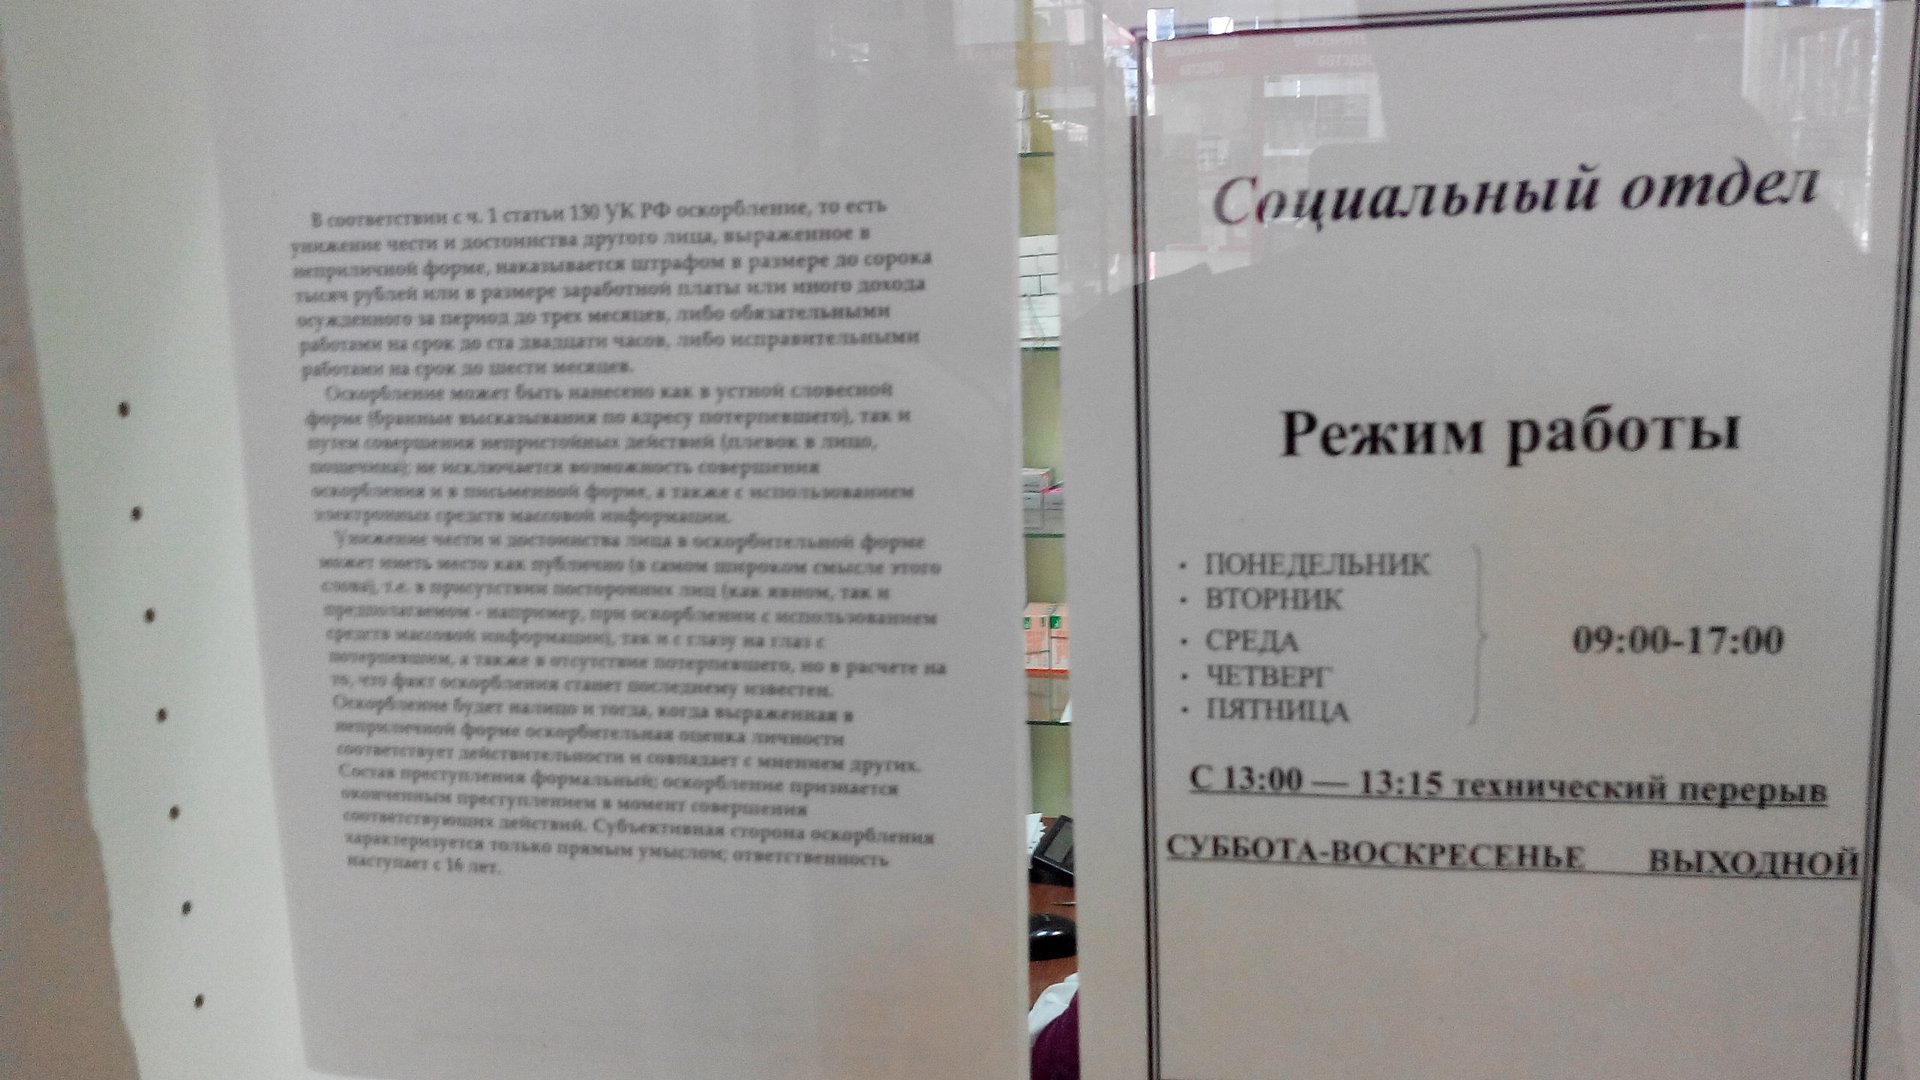 В соответствии с ч. 1 статьи 130 УК РФ оскорбление, то есть
унижение чести и достоинства другого лица, выраженное в
неприличной форме, наказывается штрафом в размере до сорока
тысяч рублей или в размере заработной платы или иного дохода
осужденного за период до трех месяцев, либо обязательными
работами на срок до ста двадцати часов, либо исправительными
работами на срок до шести месяцев.
Оскорбление может быть нанесено как в устной словесной
форме (бранные высказывания по адресу потерпевшего), так и
путем совершения непристойных действий (плевок в лицо,
пощечина); не исключается возможность совершения
оскорбления и в письменной форме, а также с использованием
электронных средств массовой информации.
Унижение чести и достоинства лица в оскорбительной форме
может иметь место как публично (в самом широком смысле этого
слова), т.е. в присутствии посторонних лиц (как явном, так и
предполагаемом - например, при оскорблении с использованием
средств массовой информации), так и с глазу на глаз с
потерпевшим, а также в отсутствие потерпевшего, но в расчете на
то, что факт оскорбления станет последнему известен.
Оскорбление будет налицо и тогда, когда выраженная в
неприличной форме оскорбительная оценка личности
соответствует действительности и совпадает с мнением других.
Состав преступления формальный; оскорбление признается
оконченным преступлением в момент совершения
соответствующих действий. Субъективная сторона оскорбления
характеризуется только прямым умыслом; ответственность
наступает с 16 лет.
Социальный отдел
Режим работы
• ПОНЕДЕЛЬНИК
• ВТОРНИК
• СРЕДА
• ЧЕТВЕРГ
• ПЯТНИЦА
09:00-17:00
С 13:00 — 13:15 технический перерыв
СУББОТА-ВОСКРЕСЕНЬЕ ВЫХОДНОЙ